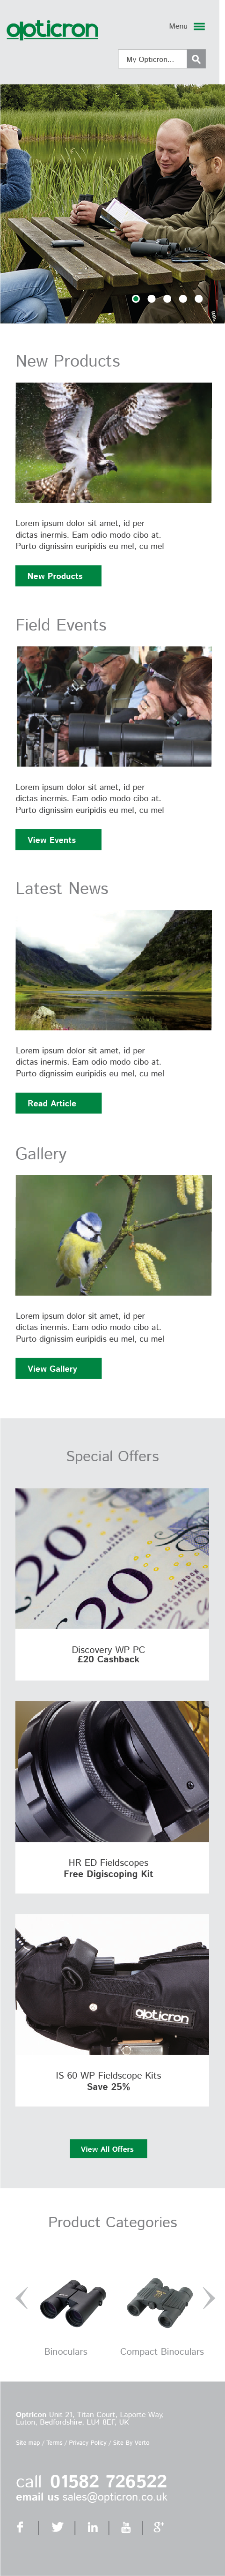 opticron
Menu
My Opticron...
New Products
Lorem ipsum dolor sit amet, id per
dictas inermis. Eam odio modo cibo at.
Purto dignissim euripidis eu mel, cu mel
New Products
Field Events
Lorem ipsum dolor sit amet, id per
dictas inermis. Eam odio modo cibo at.
Purto dignissim euripidis eu mel, cu mel
View Events
Latest News
Lorem ipsum dolor sit amet, id per
dictas inermis. Eam odio modo cibo at.
Purto dignissim euripidis eu mel, cu mel
Read Article
Gallery
Lorem ipsum dolor sit amet, id per
dictas inermis. Eam odio modo cibo at.
Purto dignissim euripidis eu mel, cu mel
View Gallery
Special Offers
20
20
Discovery WP PC
£20 Cashback
HR ED Fieldscopes
Free Digiscoping Kit
opticron
IS 60 WP Fieldscope Kits
Save 25%
View All Offers
Product Categories
Binoculars
Compact Binoculars
Optricon Unit 21, Titan Court, Laporte Way,
Luton, Bedfordshire, LU4 8EF, UK
Site map / Terms / Privacy Policy / Site By Verto
call 01582 726522
email us sales@opticron.co.uk